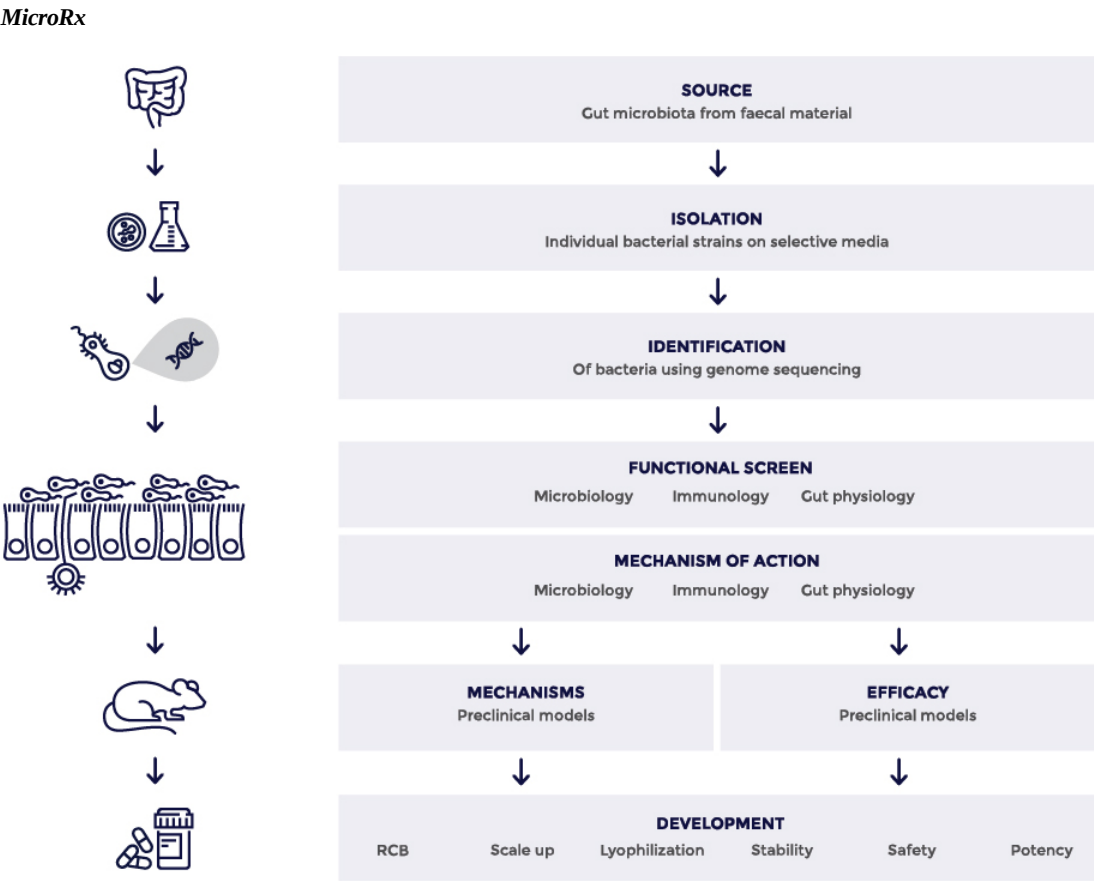 MicroRx
SOURCE
Gut microbiota from faecal material
ISOLATION
Individual bacterial strains on selective media
IDENTIFICATION
Of bacteria using genome sequencing
FUNCTIONAL SCREEN
Microbiology Immunology Gut physiology
MECHANISM OF ACTION
Microbiology Immunology Gut physiology
MECHANISMS
Preclinical models
EFFICACY
Preclinical models
DEVELOPMENT
RCB Scale up Lyophilization Stability Safety Potency